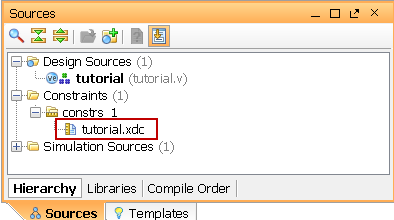 Sources
Design Sources (1)
tutorial (tutorial.v)
Constraints (1)
constrs_1
tutorial.xdc
Simulation Sources (1)
Hierarchy Libraries Compile Order
Sources Templates